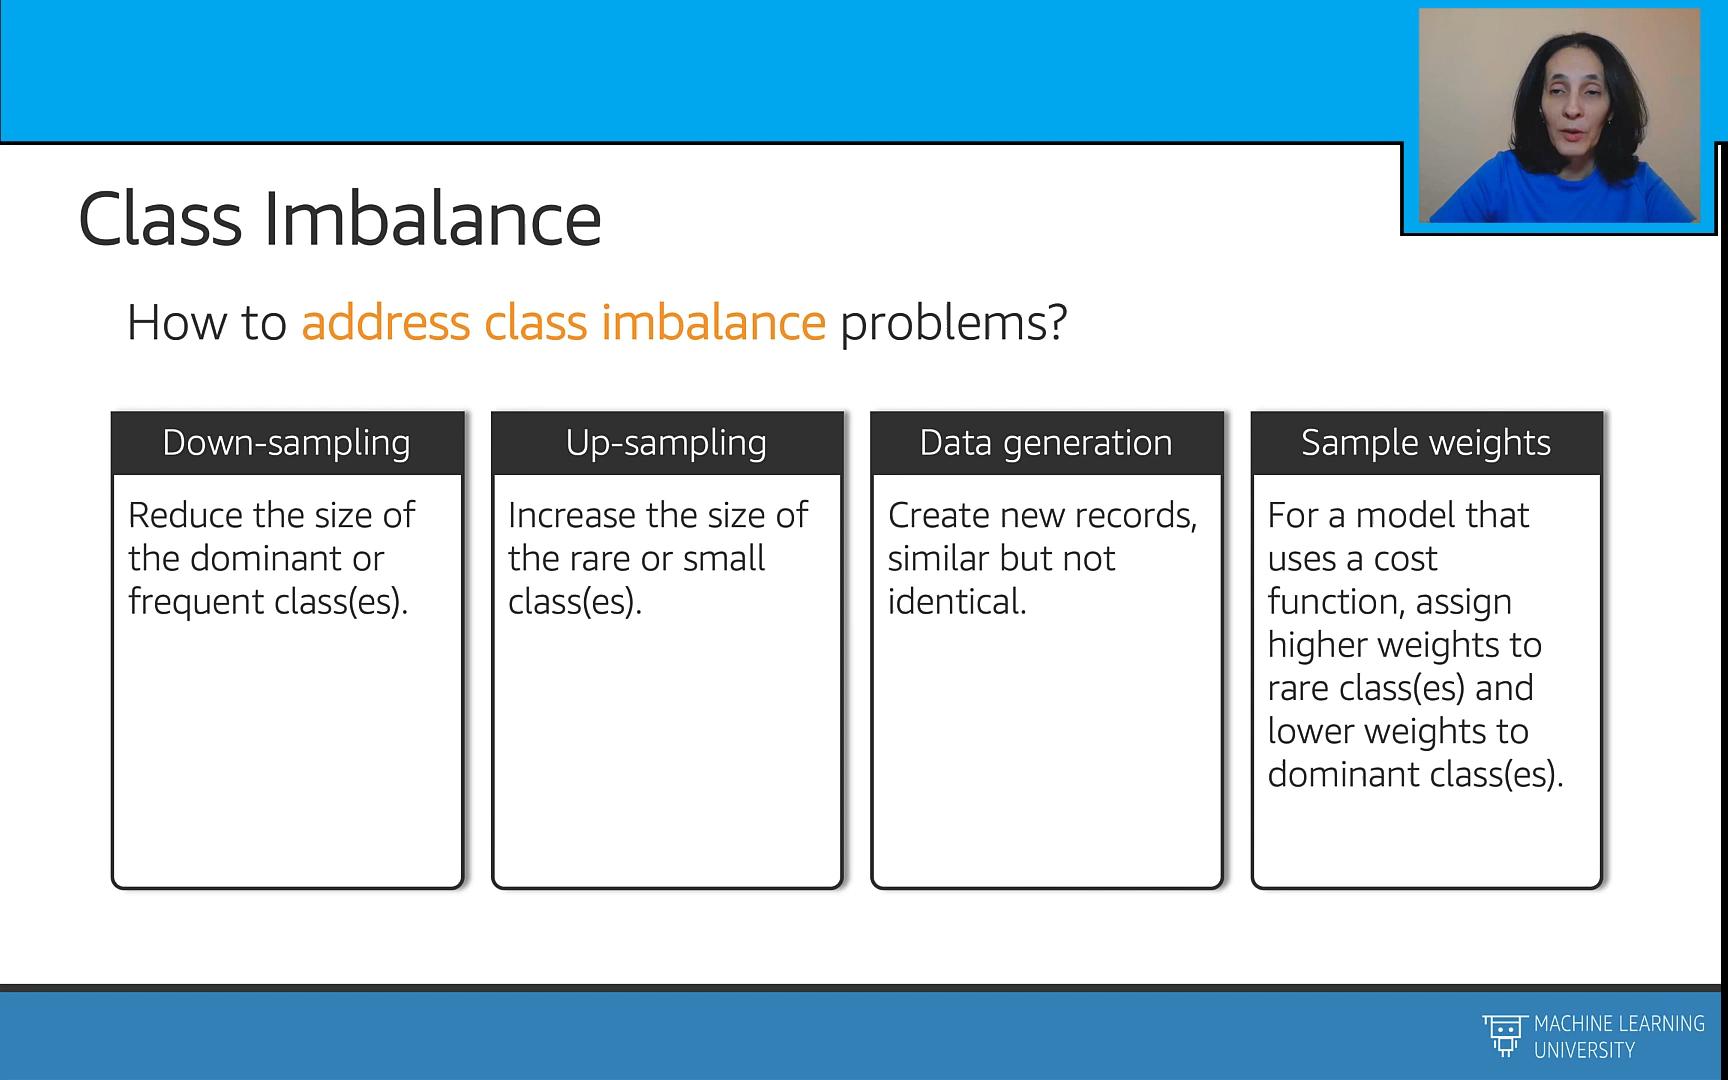 Class Imbalance
How to address class imbalance problems?
Down-sampling
Reduce the size of
the dominant or
frequent class(es).
Up-sampling
Increase the size of
the rare or small
class(es).
Data generation
Create new records,
similar but not
identical.
Sample weights
For a model that
uses a cost
function, assign
higher weights to
rare class(es) and
lower weights to
dominant class(es).
MACHINE LEARNING
UNIVERSITY